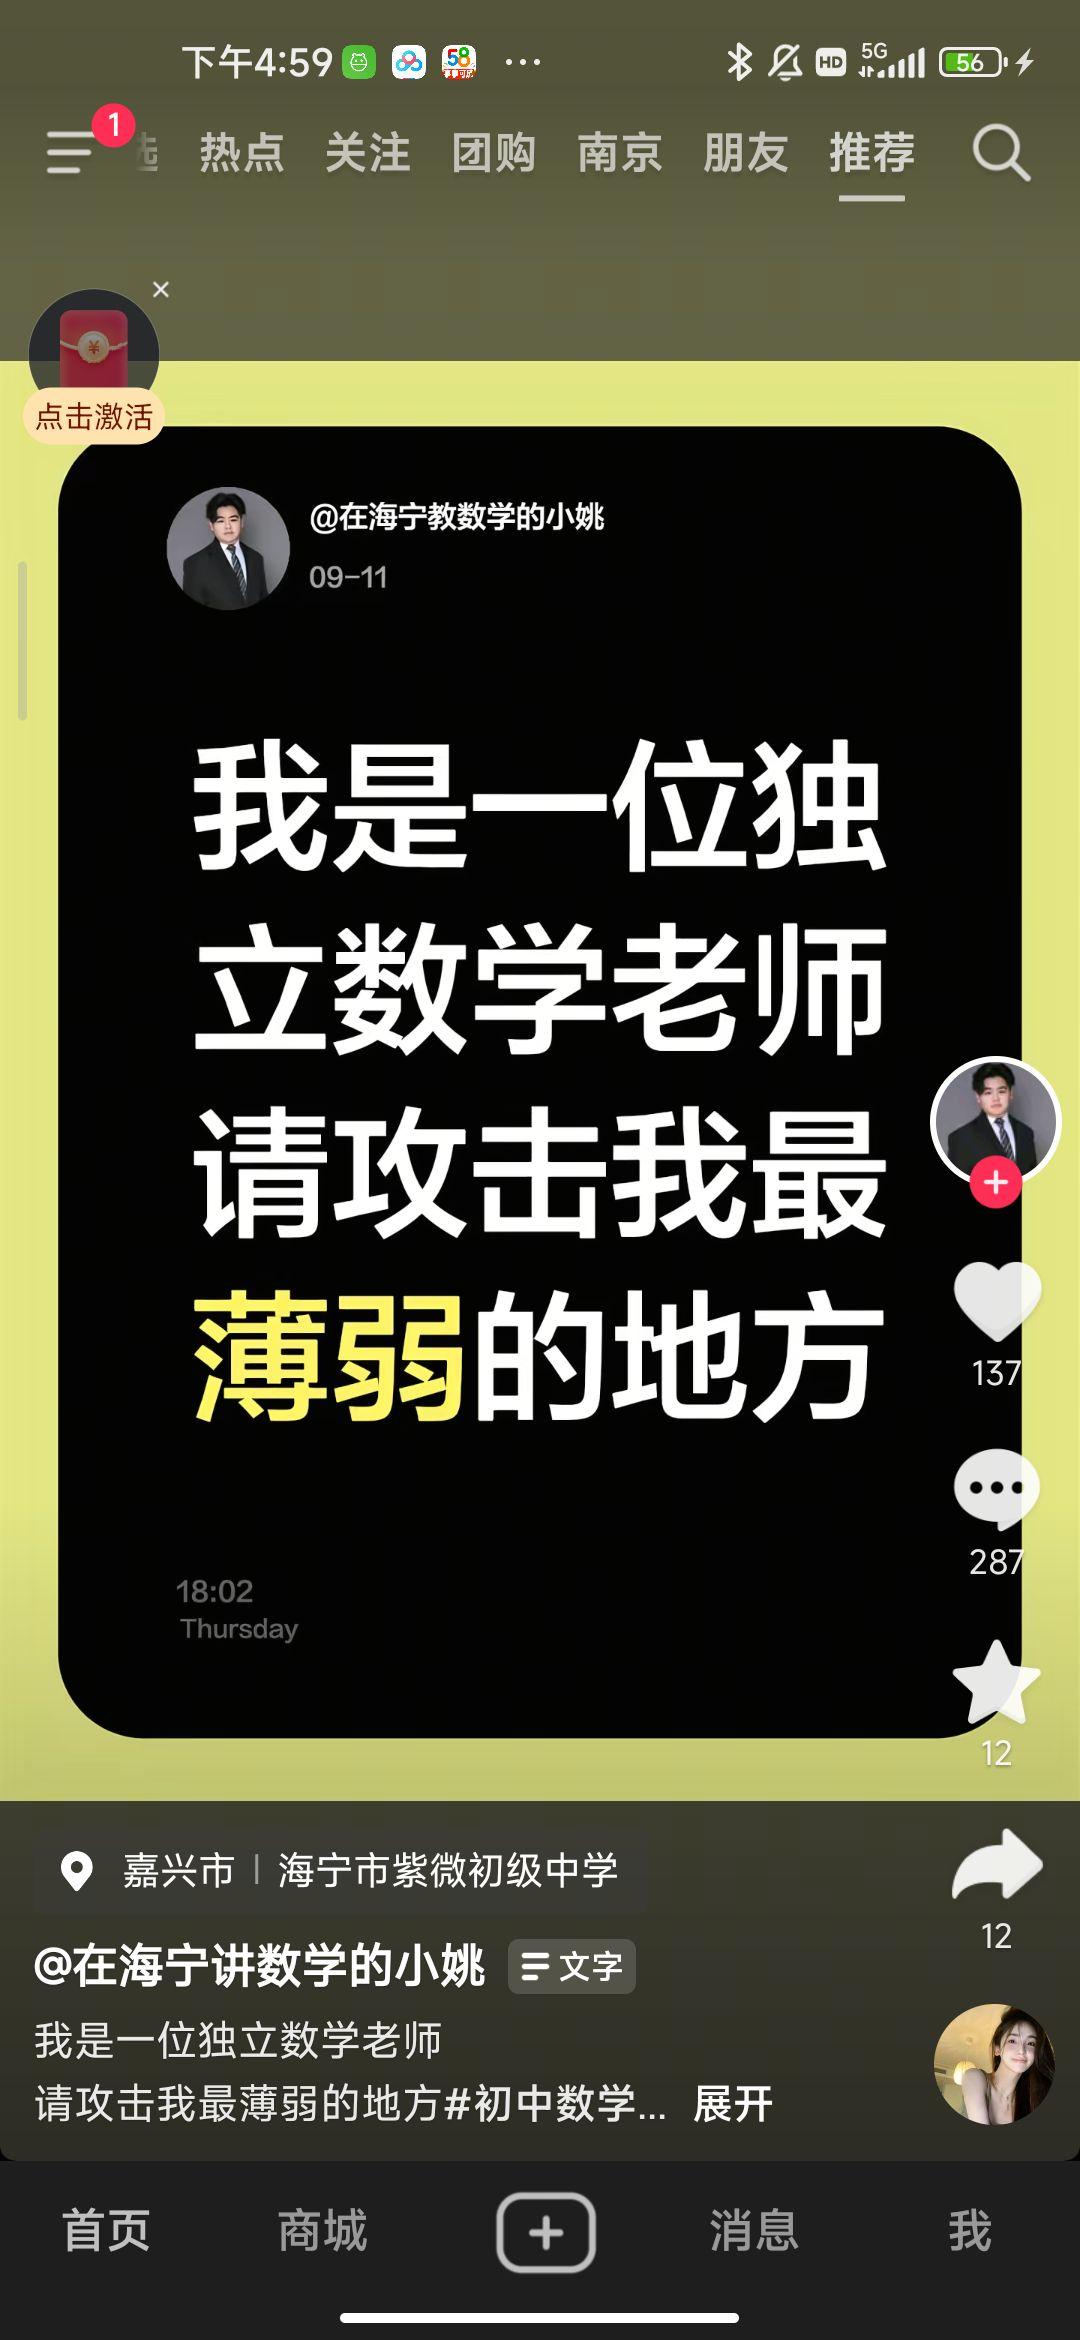 下午4:59
58
HD
5G
56
1
热点 关注 团购 南京 朋友 推荐
点击激活
@在海宁教数学的小姚
09-11
我是一位独
立数学老师
请攻击我最
薄弱的地方
137
287
18:02
Thursday
12
嘉兴市 | 海宁市紫微初级中学
12
@在海宁讲数学的小姚 文字
我是一位独立数学老师
请攻击我最薄弱的地方#初中数学... 展开
首页 商城 消息 我